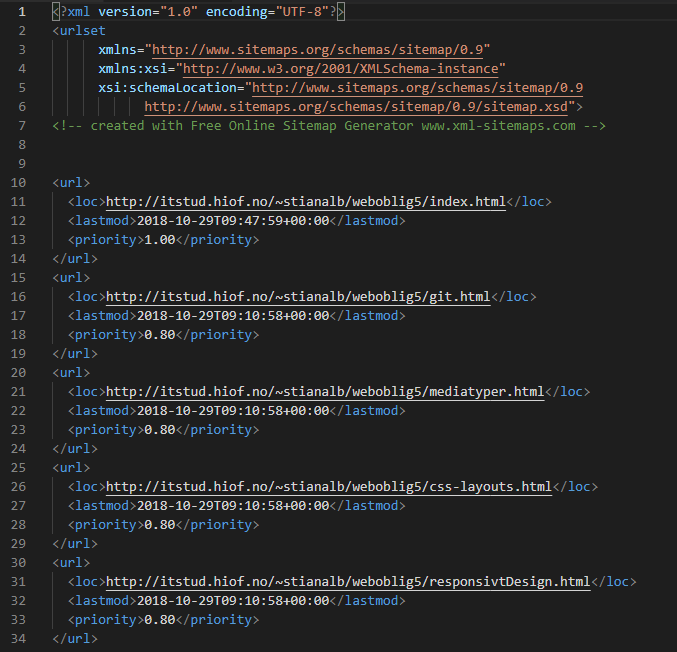 1 <?xml version="1.0" encoding="UTF-8"?>
2 <urlset
3 xmlns="http://www.sitemaps.org/schemas/sitemap/0.9"
4 xmlns:xsi="http://www.w3.org/2001/XMLSchema-instance"
5 xsi:schemaLocation="http://www.sitemaps.org/schemas/sitemap/0.9
6 http://www.sitemaps.org/schemas/sitemap/0.9/sitemap.xsd">
7 <!-- created with Free Online Sitemap Generator www.xml-sitemaps.com -->
8
9
10 <url>
11 <loc>http://itstud.hiof.no/~stianalb/weboblig5/index.html</loc>
12 <lastmod>2018-10-29T09:47:59+00:00</lastmod>
13 <priority>1.00</priority>
14 </url>
15 <url>
16 <loc>http://itstud.hiof.no/~stianalb/weboblig5/git.html</loc>
17 <lastmod>2018-10-29T09:10:58+00:00</lastmod>
18 <priority>0.80</priority>
19 </url>
20 <url>
21 <loc>http://itstud.hiof.no/~stianalb/weboblig5/mediatyper.html</loc>
22 <lastmod>2018-10-29T09:10:58+00:00</lastmod>
23 <priority>0.80</priority>
24 </url>
25 <url>
26 <loc>http://itstud.hiof.no/~stianalb/weboblig5/css-layouts.html</loc>
27 <lastmod>2018-10-29T09:10:58+00:00</lastmod>
28 <priority>0.80</priority>
29 </url>
30 <url>
31 <loc>http://itstud.hiof.no/~stianalb/weboblig5/responsivtDesign.html</loc>
32 <lastmod>2018-10-29T09:10:58+00:00</lastmod>
33 <priority>0.80</priority>
34 </url>